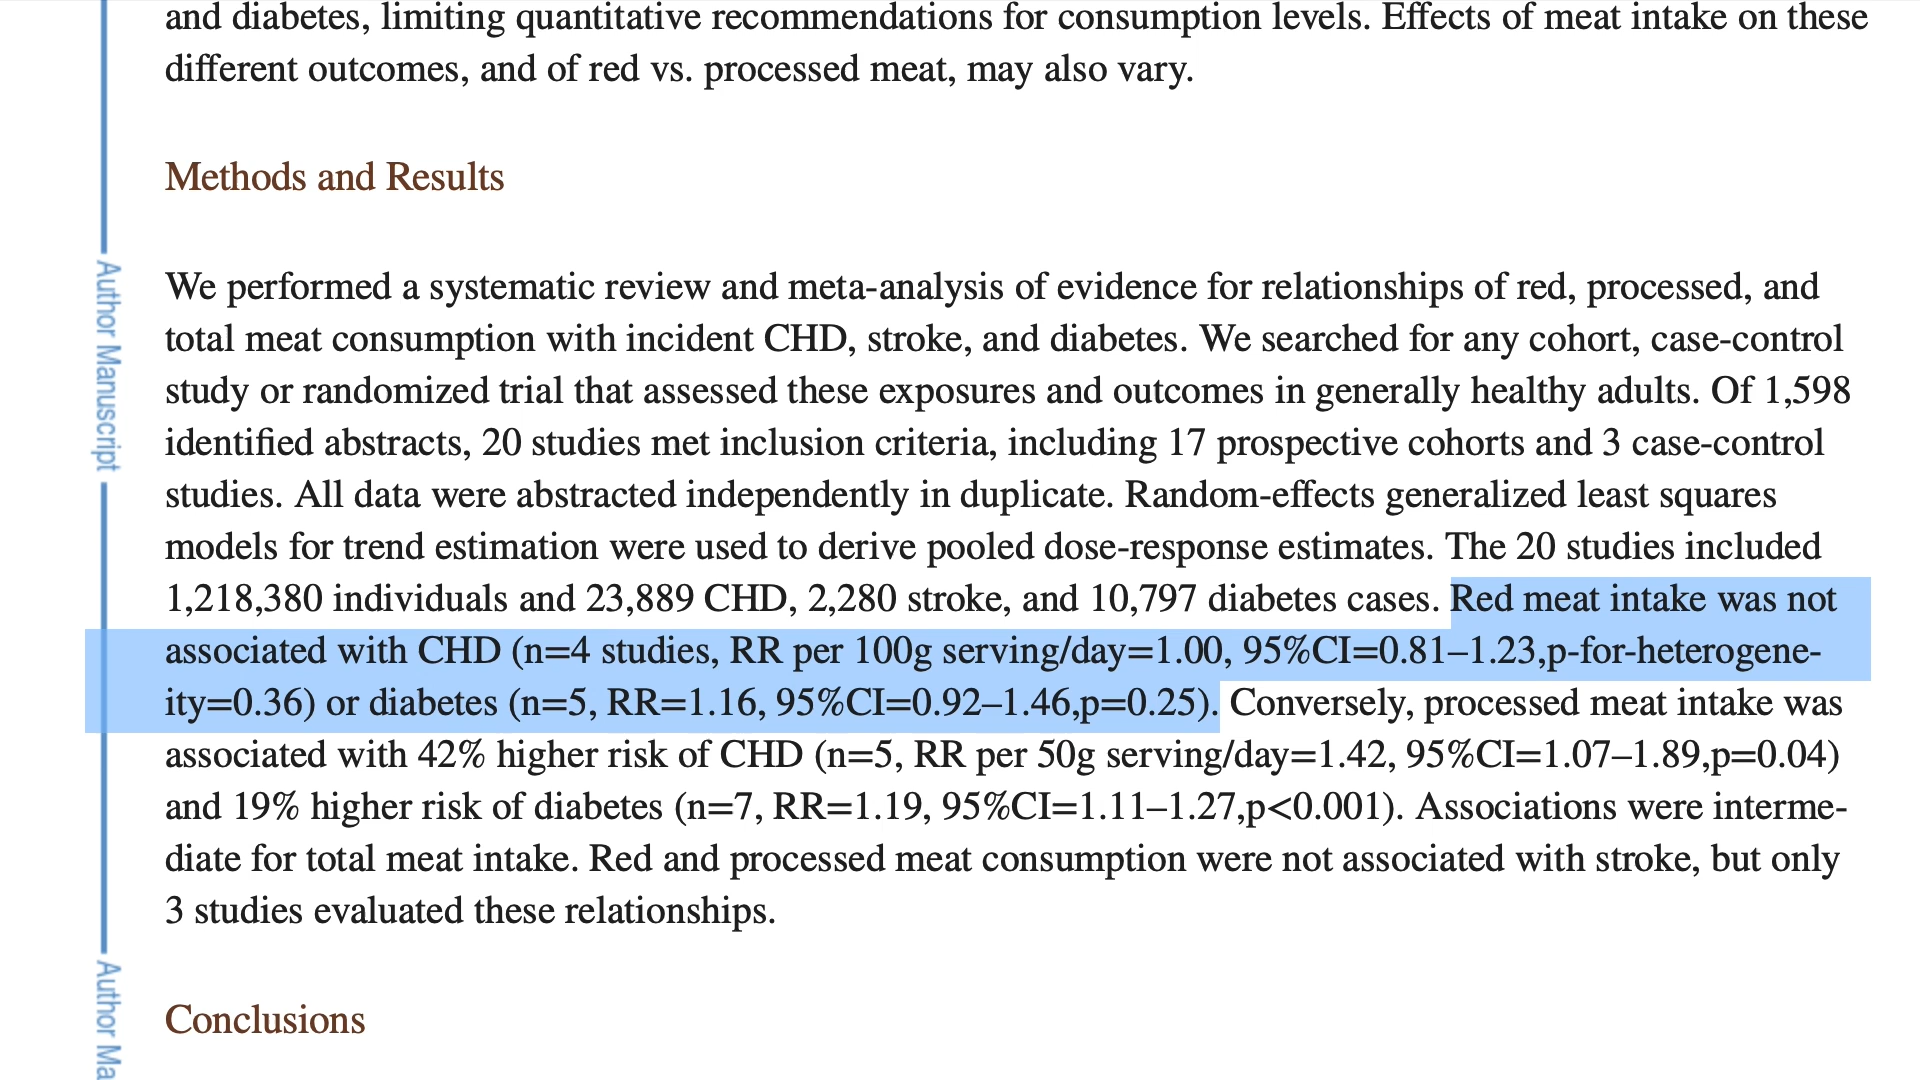 and diabetes, limiting quantitative recommendations for consumption levels. Effects of meat intake on these
different outcomes, and of red vs. processed meat, may also vary.
Methods and Results
We performed a systematic review and meta-analysis of evidence for relationships of red, processed, and
total meat consumption with incident CHD, stroke, and diabetes. We searched for any cohort, case-control
study or randomized trial that assessed these exposures and outcomes in generally healthy adults. Of 1,598
identified abstracts, 20 studies met inclusion criteria, including 17 prospective cohorts and 3 case-control
studies. All data were abstracted independently in duplicate. Random-effects generalized least squares
models for trend estimation were used to derive pooled dose-response estimates. The 20 studies included
1,218,380 individuals and 23,889 CHD, 2,280 stroke, and 10,797 diabetes cases. Red meat intake was not
associated with CHD (n=4 studies, RR per 100g serving/day=1.00, 95%CI=0.81–1.23,p-for-heterogene-
ity=0.36) or diabetes (n=5, RR=1.16, 95%CI=0.92–1.46,p=0.25). Conversely, processed meat intake was
associated with 42% higher risk of CHD (n=5, RR per 50g serving/day=1.42, 95%CI=1.07–1.89,p=0.04)
and 19% higher risk of diabetes (n=7, RR=1.19, 95%CI=1.11–1.27,p<0.001). Associations were interme-
diate for total meat intake. Red and processed meat consumption were not associated with stroke, but only
3 studies evaluated these relationships.
Conclusions
Author Manuscript
Author Ma